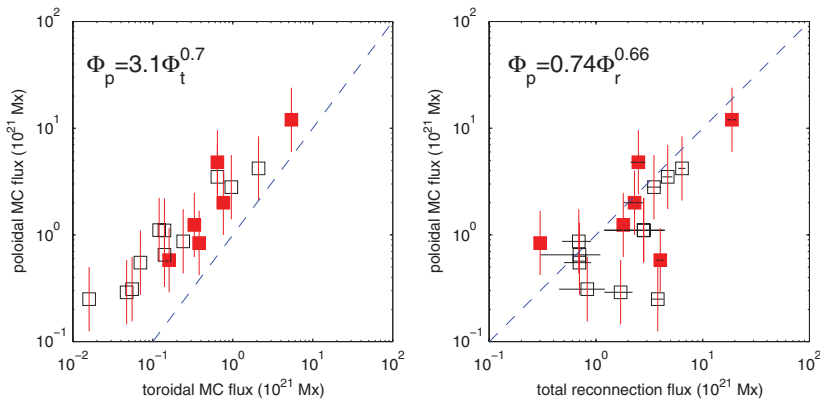 Φp=3.1Φt^0.7
poloidal MC flux (10^21 Mx)
10^2
10^1
10^0
10^-1
10^-2
10^-1
10^0
10^1
10^2
toroidal MC flux (10^21 Mx)
Φp=0.74Φr^0.66
poloidal MC flux (10^21 Mx)
10^2
10^1
10^0
10^-1
10^-1
10^0
10^1
10^2
total reconnection flux (10^21 Mx)